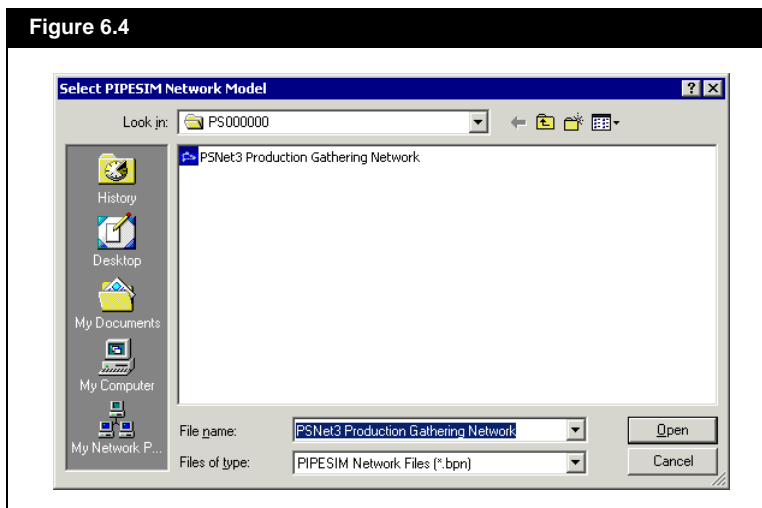 Figure 6.4
Select PIPESIM Network Model
Look in: PS000000
PSNet3 Production Gathering Network
History
Desktop
My Documents
My Computer
My Network P...
File name: PSNet3 Production Gathering Network Open
Files of type: PIPESIM Network Files (*.bpn) Cancel